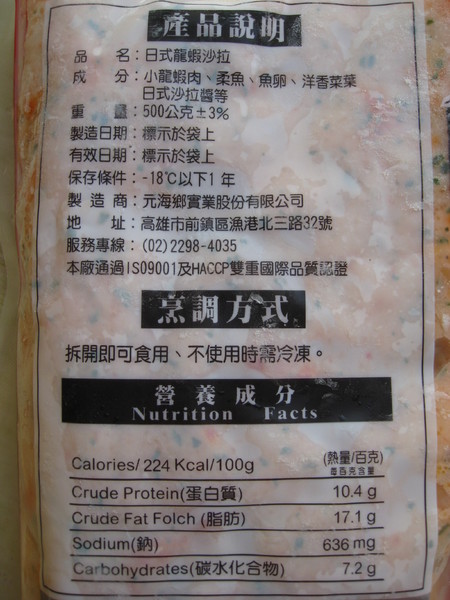 產品說明
品名：日式龍蝦沙拉
成分：小龍蝦肉、柔魚、魚卵、洋香菜葉
日式沙拉醬等
重量：500公克±3%
製造日期：標示於袋上
有效日期：標示於袋上
保存條件：-18℃以下1年
製造商：元海鄉實業股份有限公司
地址：高雄市前鎮區漁港北三路32號
服務專線：(02)2298-4035
本廠通過ISO9001及HACCP雙重國際品質認證
烹調方式
拆開即可食用、不使用時需冷凍。
營養成分
Nutrition Facts
Calories/ 224 Kcal/100g (熱量/百克)
每百克含量
Crude Protein(蛋白質) 10.4 g
Crude Fat Folch (脂肪) 17.1 g
Sodium(鈉) 636 mg
Carbohydrates(碳水化合物) 7.2 g